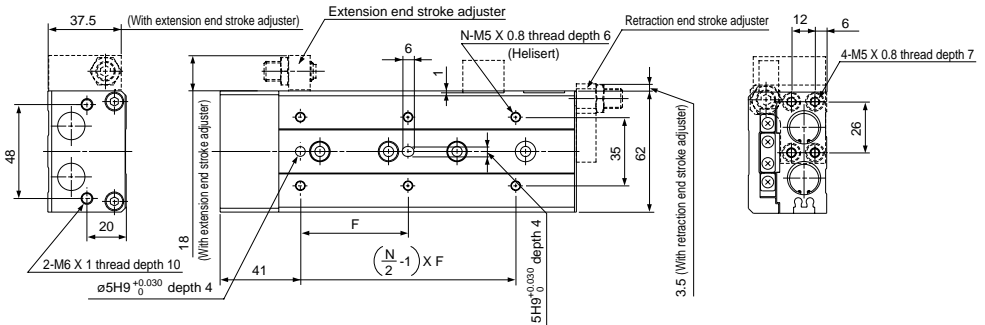 37.5
(With extension end stroke adjuster)
Extension end stroke adjuster
Retraction end stroke adjuster
N-M5 X 0.8 thread depth 6
(Helisert)
6
1
12
6
4-M5 X 0.8 thread depth 7
48
20
2-M6 X 1 thread depth 10
18
(With extension end stroke adjuster)
35
62
26
F
41
(N/2 -1) X F
ø5H9 +0.030 0 depth 4
5H9 +0.030 0 depth 4
3.5 (With retraction end stroke adjuster)